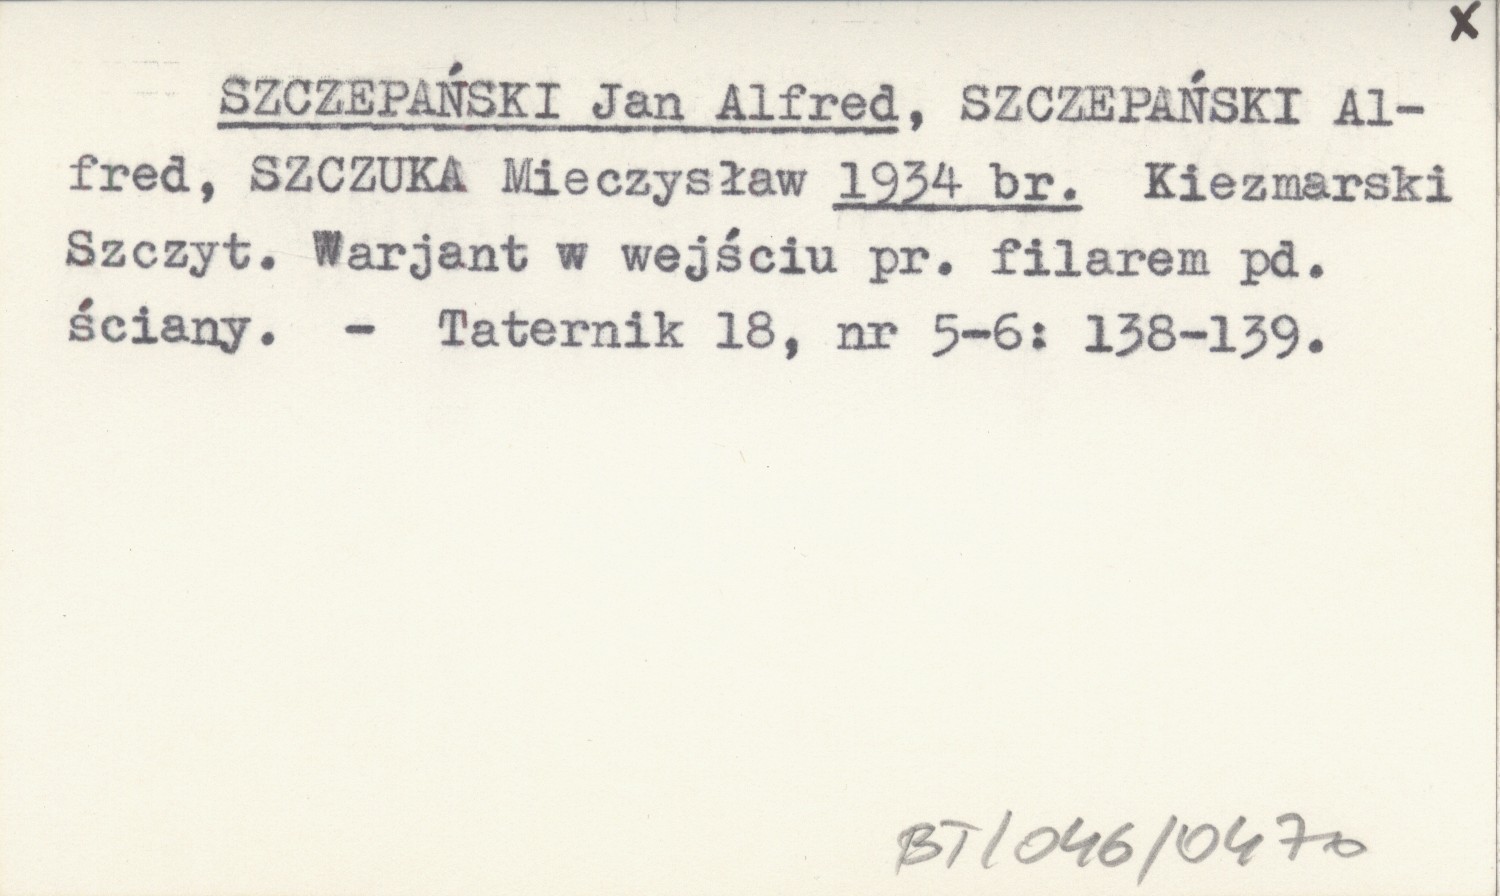 x
SZCZEPAŃSKI Jan Alfred, SZCZEPAŃSKI Al-
fred, SZCZUKA Mieczysław 1934 br. Kiezmarski
Szczyt. Warjant w wejściu pr. filarem pd.
ściany. - Taternik 18, nr 5-6: 138-139.
BT/046/0470